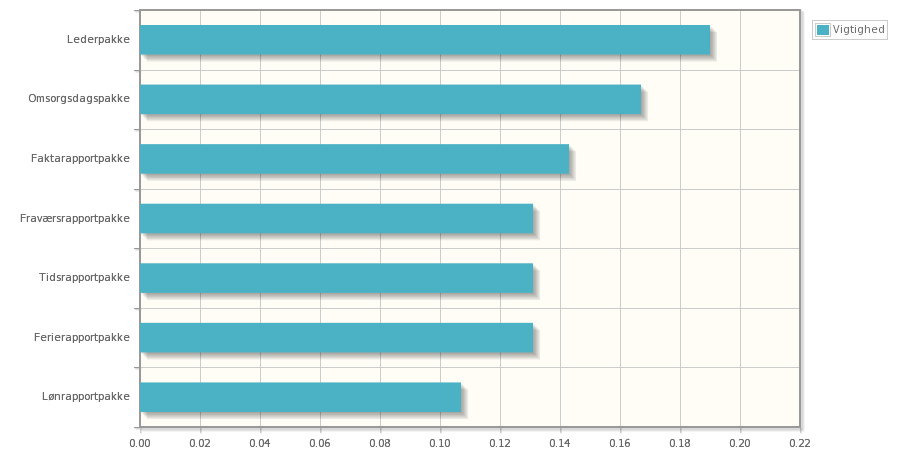 Vigtighed
Lederpakke
Omsorgsdagspakke
Faktarapportpakke
Fraværsrapportpakke
Tidsrapportpakke
Ferierapportpakke
Lønrapportpakke
0.00 0.02 0.04 0.06 0.08 0.10 0.12 0.14 0.16 0.18 0.20 0.22